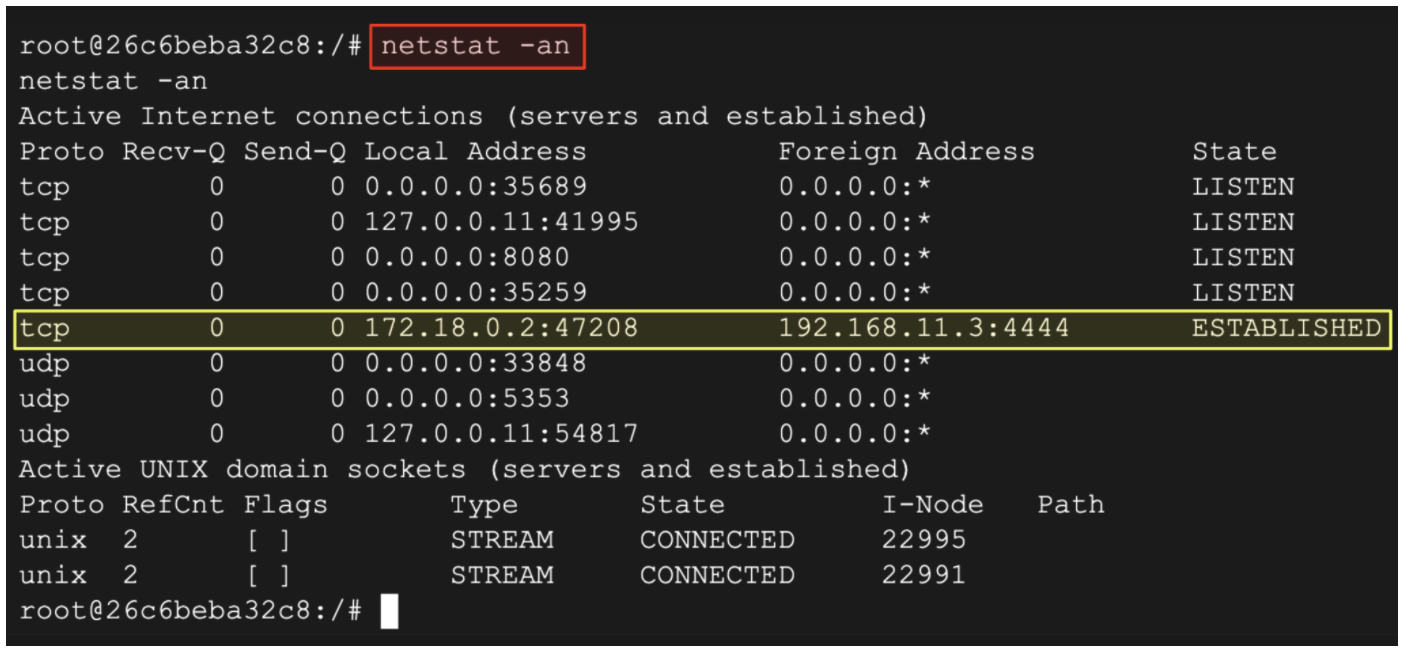 root@26c6beba32c8:/# netstat -an
netstat -an
Active Internet connections (servers and established)
Proto Recv-Q Send-Q Local Address           Foreign Address         State
tcp        0      0 0.0.0.0:35689           0.0.0.0:*               LISTEN
tcp        0      0 127.0.0.11:41995        0.0.0.0:*               LISTEN
tcp        0      0 0.0.0.0:8080            0.0.0.0:*               LISTEN
tcp        0      0 0.0.0.0:35259           0.0.0.0:*               LISTEN
tcp        0      0 172.18.0.2:47208        192.168.11.3:4444       ESTABLISHED
udp        0      0 0.0.0.0:33848           0.0.0.0:*
udp        0      0 0.0.0.0:5353            0.0.0.0:*
udp        0      0 127.0.0.11:54817        0.0.0.0:*
Active UNIX domain sockets (servers and established)
Proto RefCnt Flags       Type       State         I-Node   Path
unix  2      [ ]         STREAM     CONNECTED     22995
unix  2      [ ]         STREAM     CONNECTED     22991
root@26c6beba32c8:/#